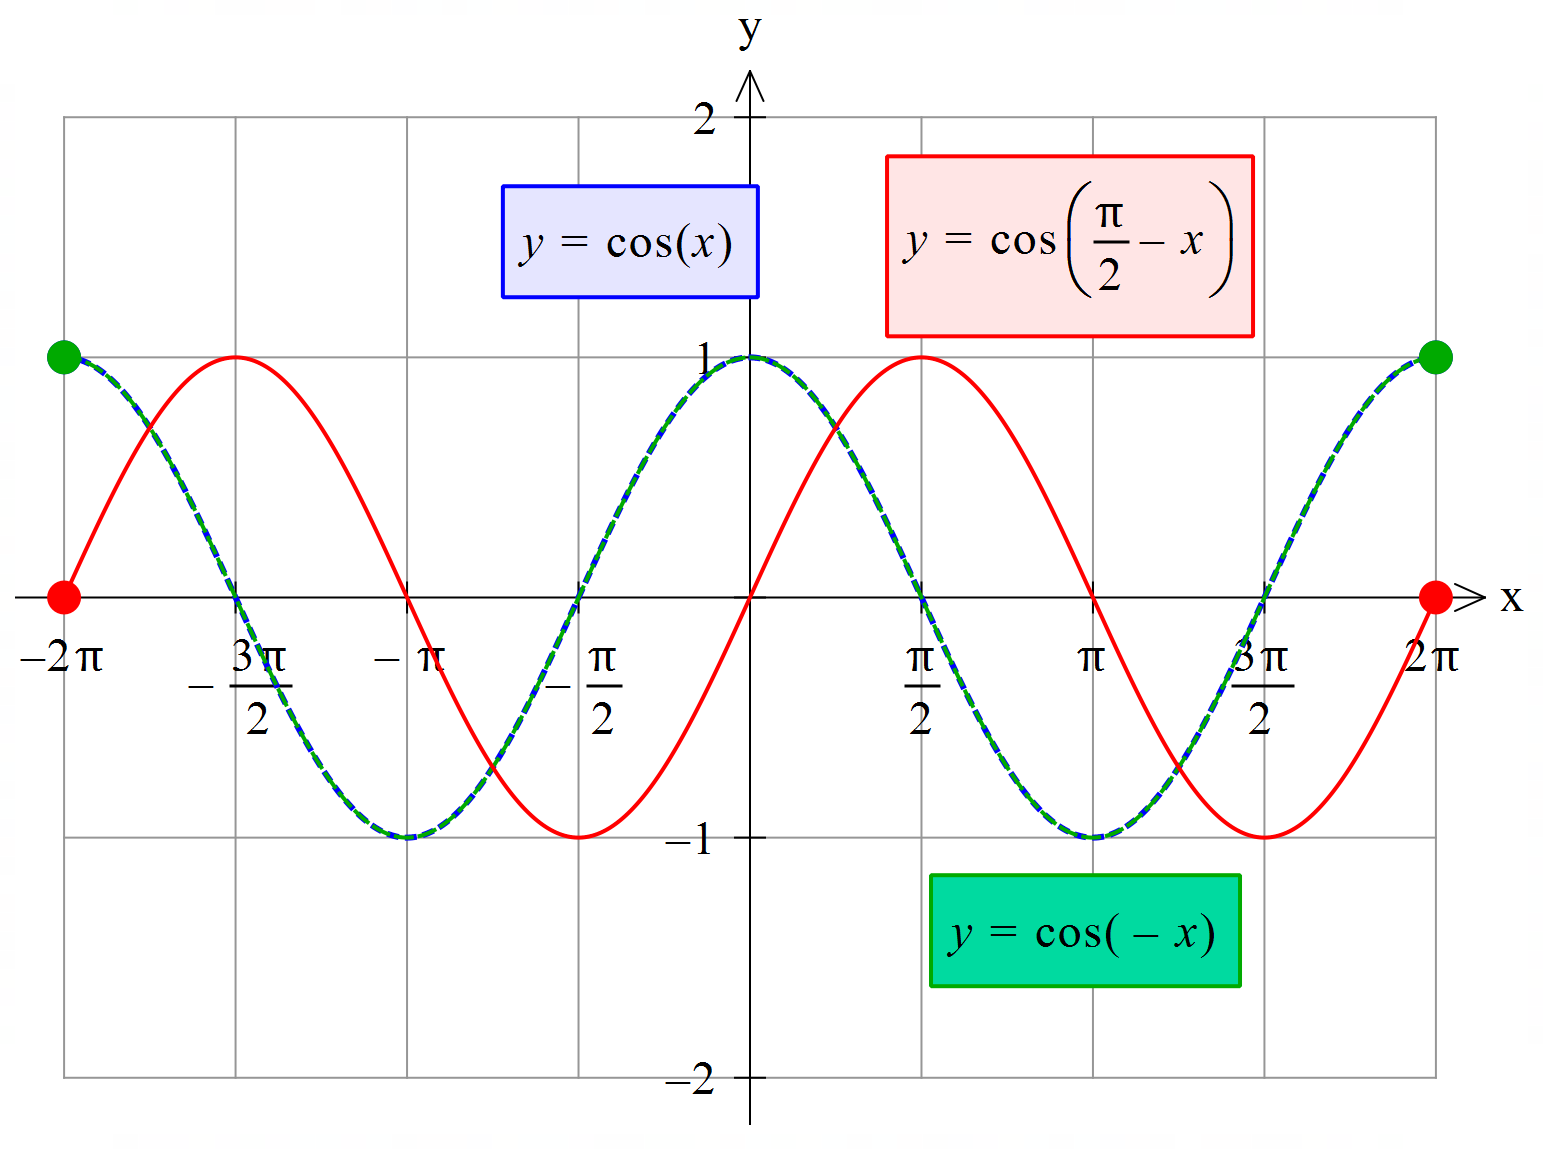 y
2
y = cos(x)
y = cos(π/2 − x)
1
x
−2π
−3π/2
−π
−π/2
π/2
π
3π/2
2π
−1
y = cos( − x)
−2